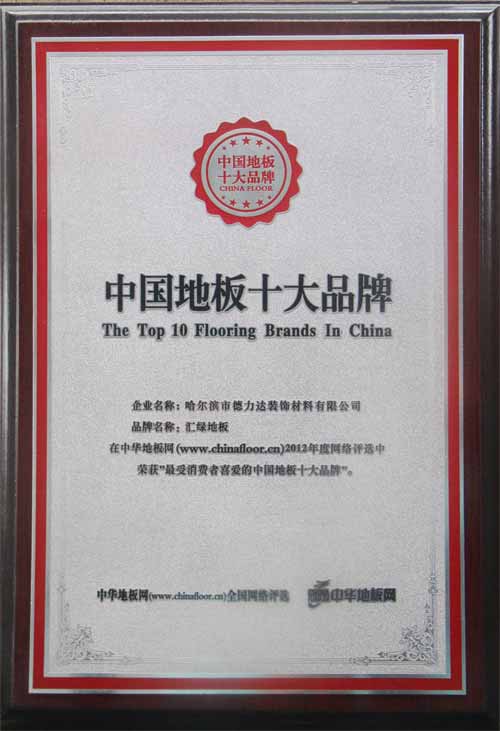 中国地板
十大品牌
CHINA FLOOR
中国地板十大品牌
The Top 10 Flooring Brands In China
企业名称：哈尔滨市德力达装饰材料有限公司
品牌名称：汇绿地板
在中华地板网(www.chinafloor.cn)2012年度网络评选中
荣获"最受消费者喜爱的中国地板十大品牌"。
中华地板网(www.chinafloor.cn)全国网络评选
中华地板网